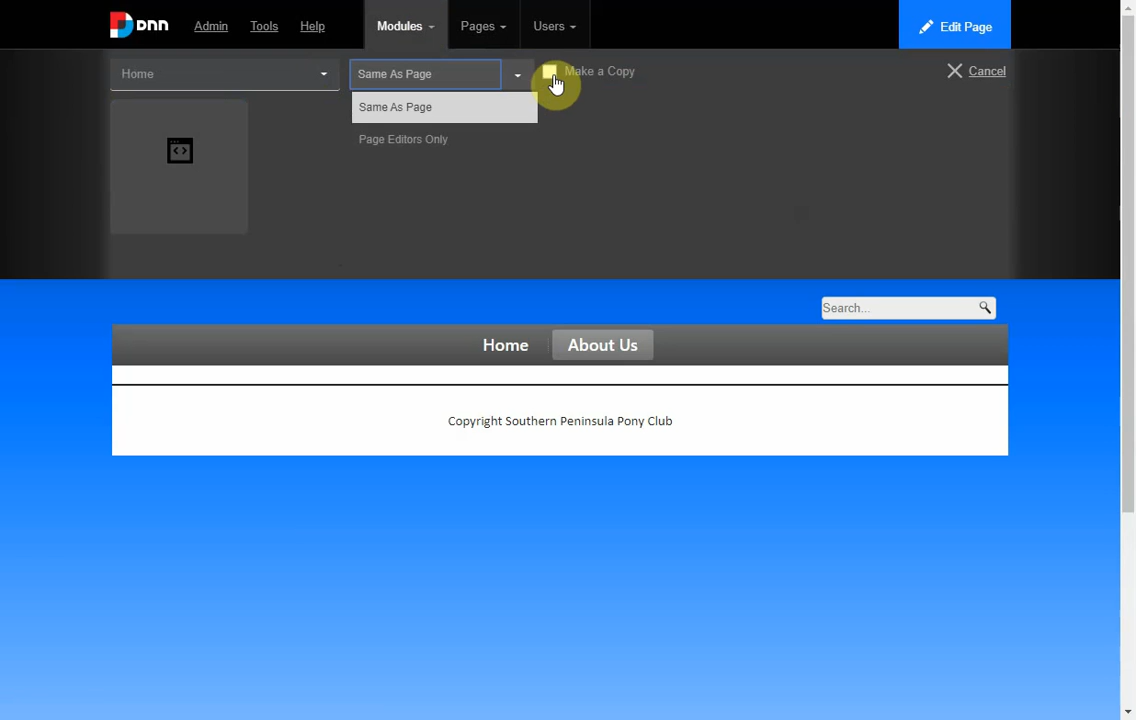 DNN Admin Tools Help Modules Pages Users Edit Page
Home Same As Page Make a Copy Cancel
Same As Page
Page Editors Only
Search...
Home About Us
Copyright Southern Peninsula Pony Club